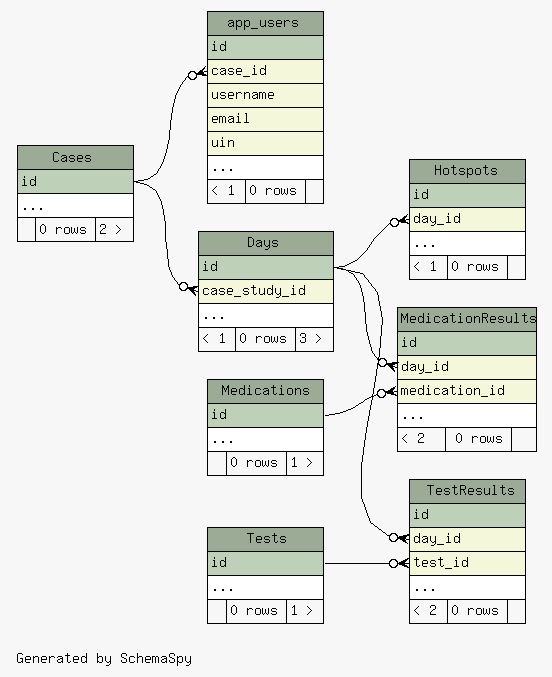 app_users
id
case_id
username
email
uin
...
< 1 0 rows
Cases
id
...
0 rows 2 >
Days
id
case_study_id
...
< 1 0 rows 3 >
Hotspots
id
day_id
...
< 1 0 rows
MedicationResults
id
day_id
medication_id
...
< 2 0 rows
Medications
id
...
0 rows 1 >
TestResults
id
day_id
test_id
...
< 2 0 rows
Tests
id
...
0 rows 1 >
Generated by SchemaSpy